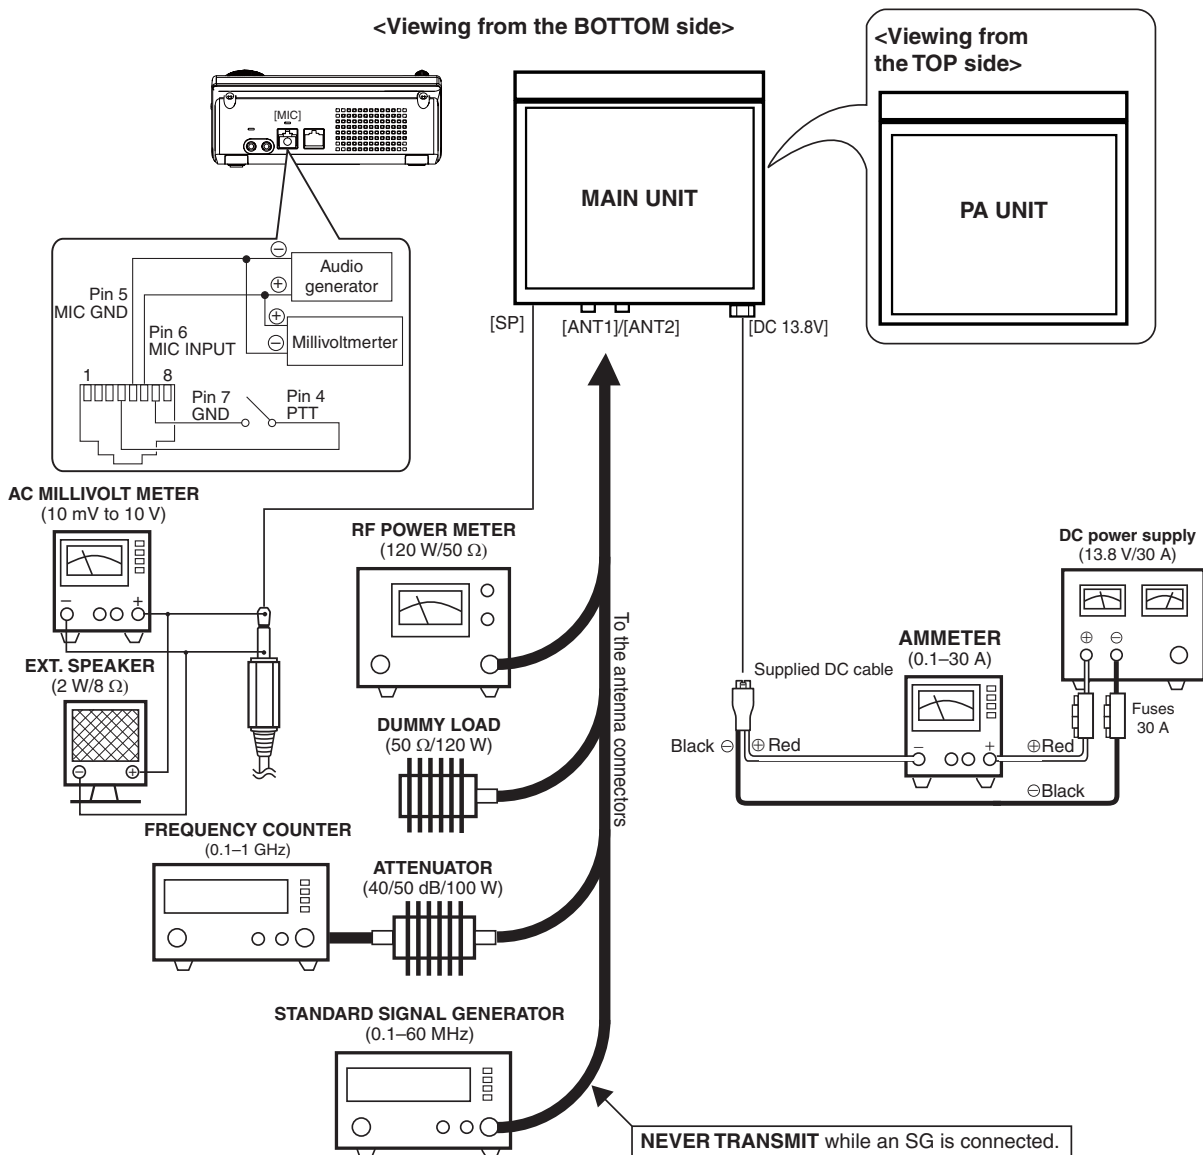 <Viewing from the BOTTOM side>
<Viewing from
the TOP side>
[MIC]
MAIN UNIT
PA UNIT
Audio
generator
Pin 5
MIC GND
Pin 6
MIC INPUT
Millivoltmerter
1
8
Pin 7
GND
Pin 4
PTT
[SP]
[ANT1]/[ANT2]
[DC 13.8V]
AC MILLIVOLT METER
(10 mV to 10 V)
RF POWER METER
(120 W/50 Ω)
DC power supply
(13.8 V/30 A)
To the antenna connectors
AMMETER
(0.1–30 A)
EXT. SPEAKER
(2 W/8 Ω)
Supplied DC cable
Fuses
30 A
DUMMY LOAD
(50 Ω/120 W)
Black ⊖
⊕ Red
⊕Red
⊖Black
FREQUENCY COUNTER
(0.1–1 GHz)
ATTENUATOR
(40/50 dB/100 W)
STANDARD SIGNAL GENERATOR
(0.1–60 MHz)
NEVER TRANSMIT while an SG is connected.